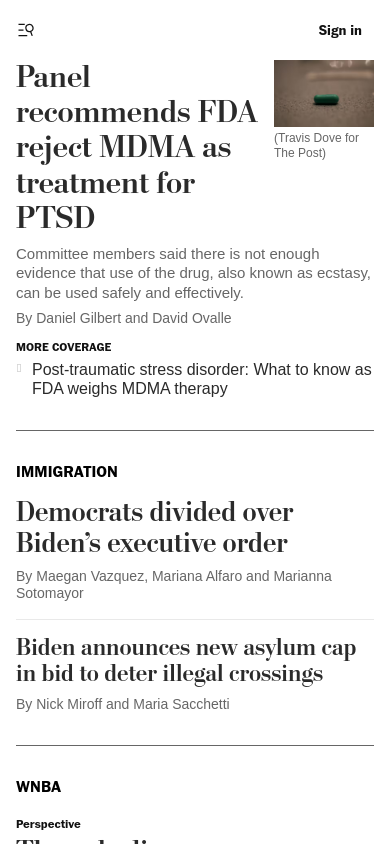 Sign in
Panel
recommends FDA
reject MDMA as
treatment for
PTSD
(Travis Dove for
The Post)
Committee members said there is not enough
evidence that use of the drug, also known as ecstasy,
can be used safely and effectively.
By Daniel Gilbert and David Ovalle
MORE COVERAGE
Post-traumatic stress disorder: What to know as
FDA weighs MDMA therapy
IMMIGRATION
Democrats divided over
Biden’s executive order
By Maegan Vazquez, Mariana Alfaro and Marianna
Sotomayor
Biden announces new asylum cap
in bid to deter illegal crossings
By Nick Miroff and Maria Sacchetti
WNBA
Perspective